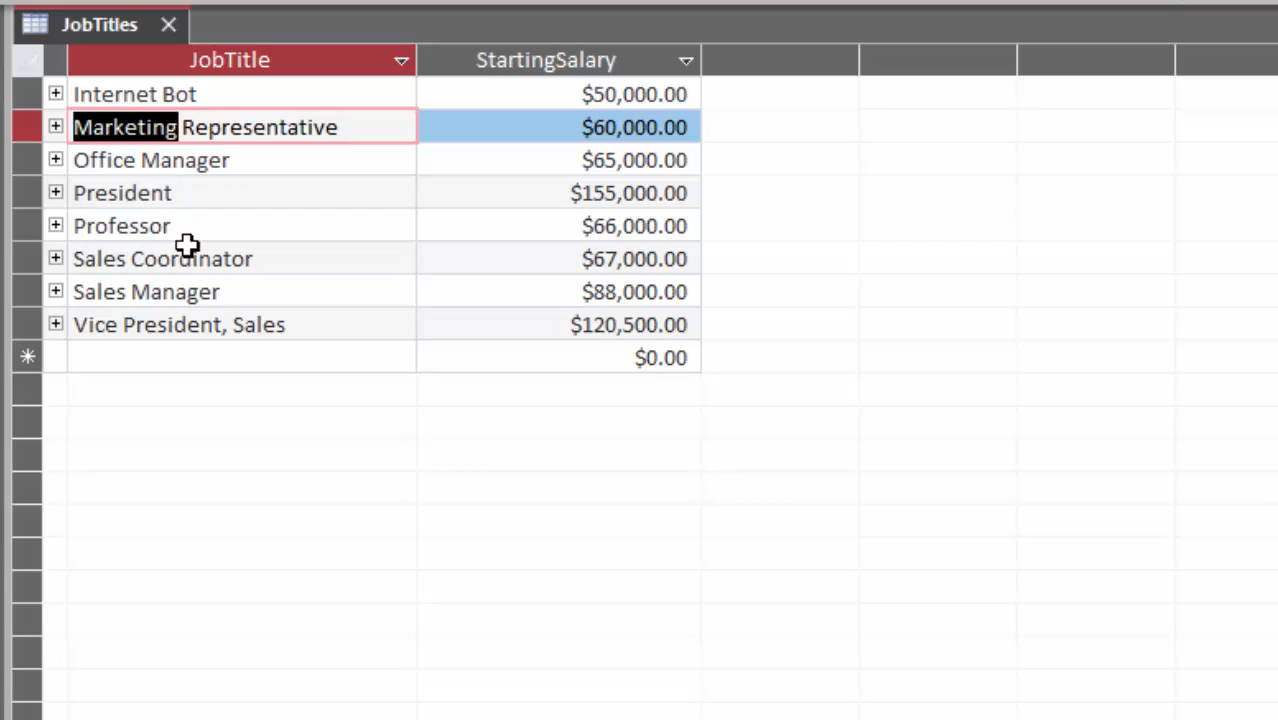 JobTitles
JobTitle StartingSalary
Internet Bot $50,000.00
Marketing Representative $60,000.00
Office Manager $65,000.00
President $155,000.00
Professor $66,000.00
Sales Coordinator $67,000.00
Sales Manager $88,000.00
Vice President, Sales $120,500.00
$0.00